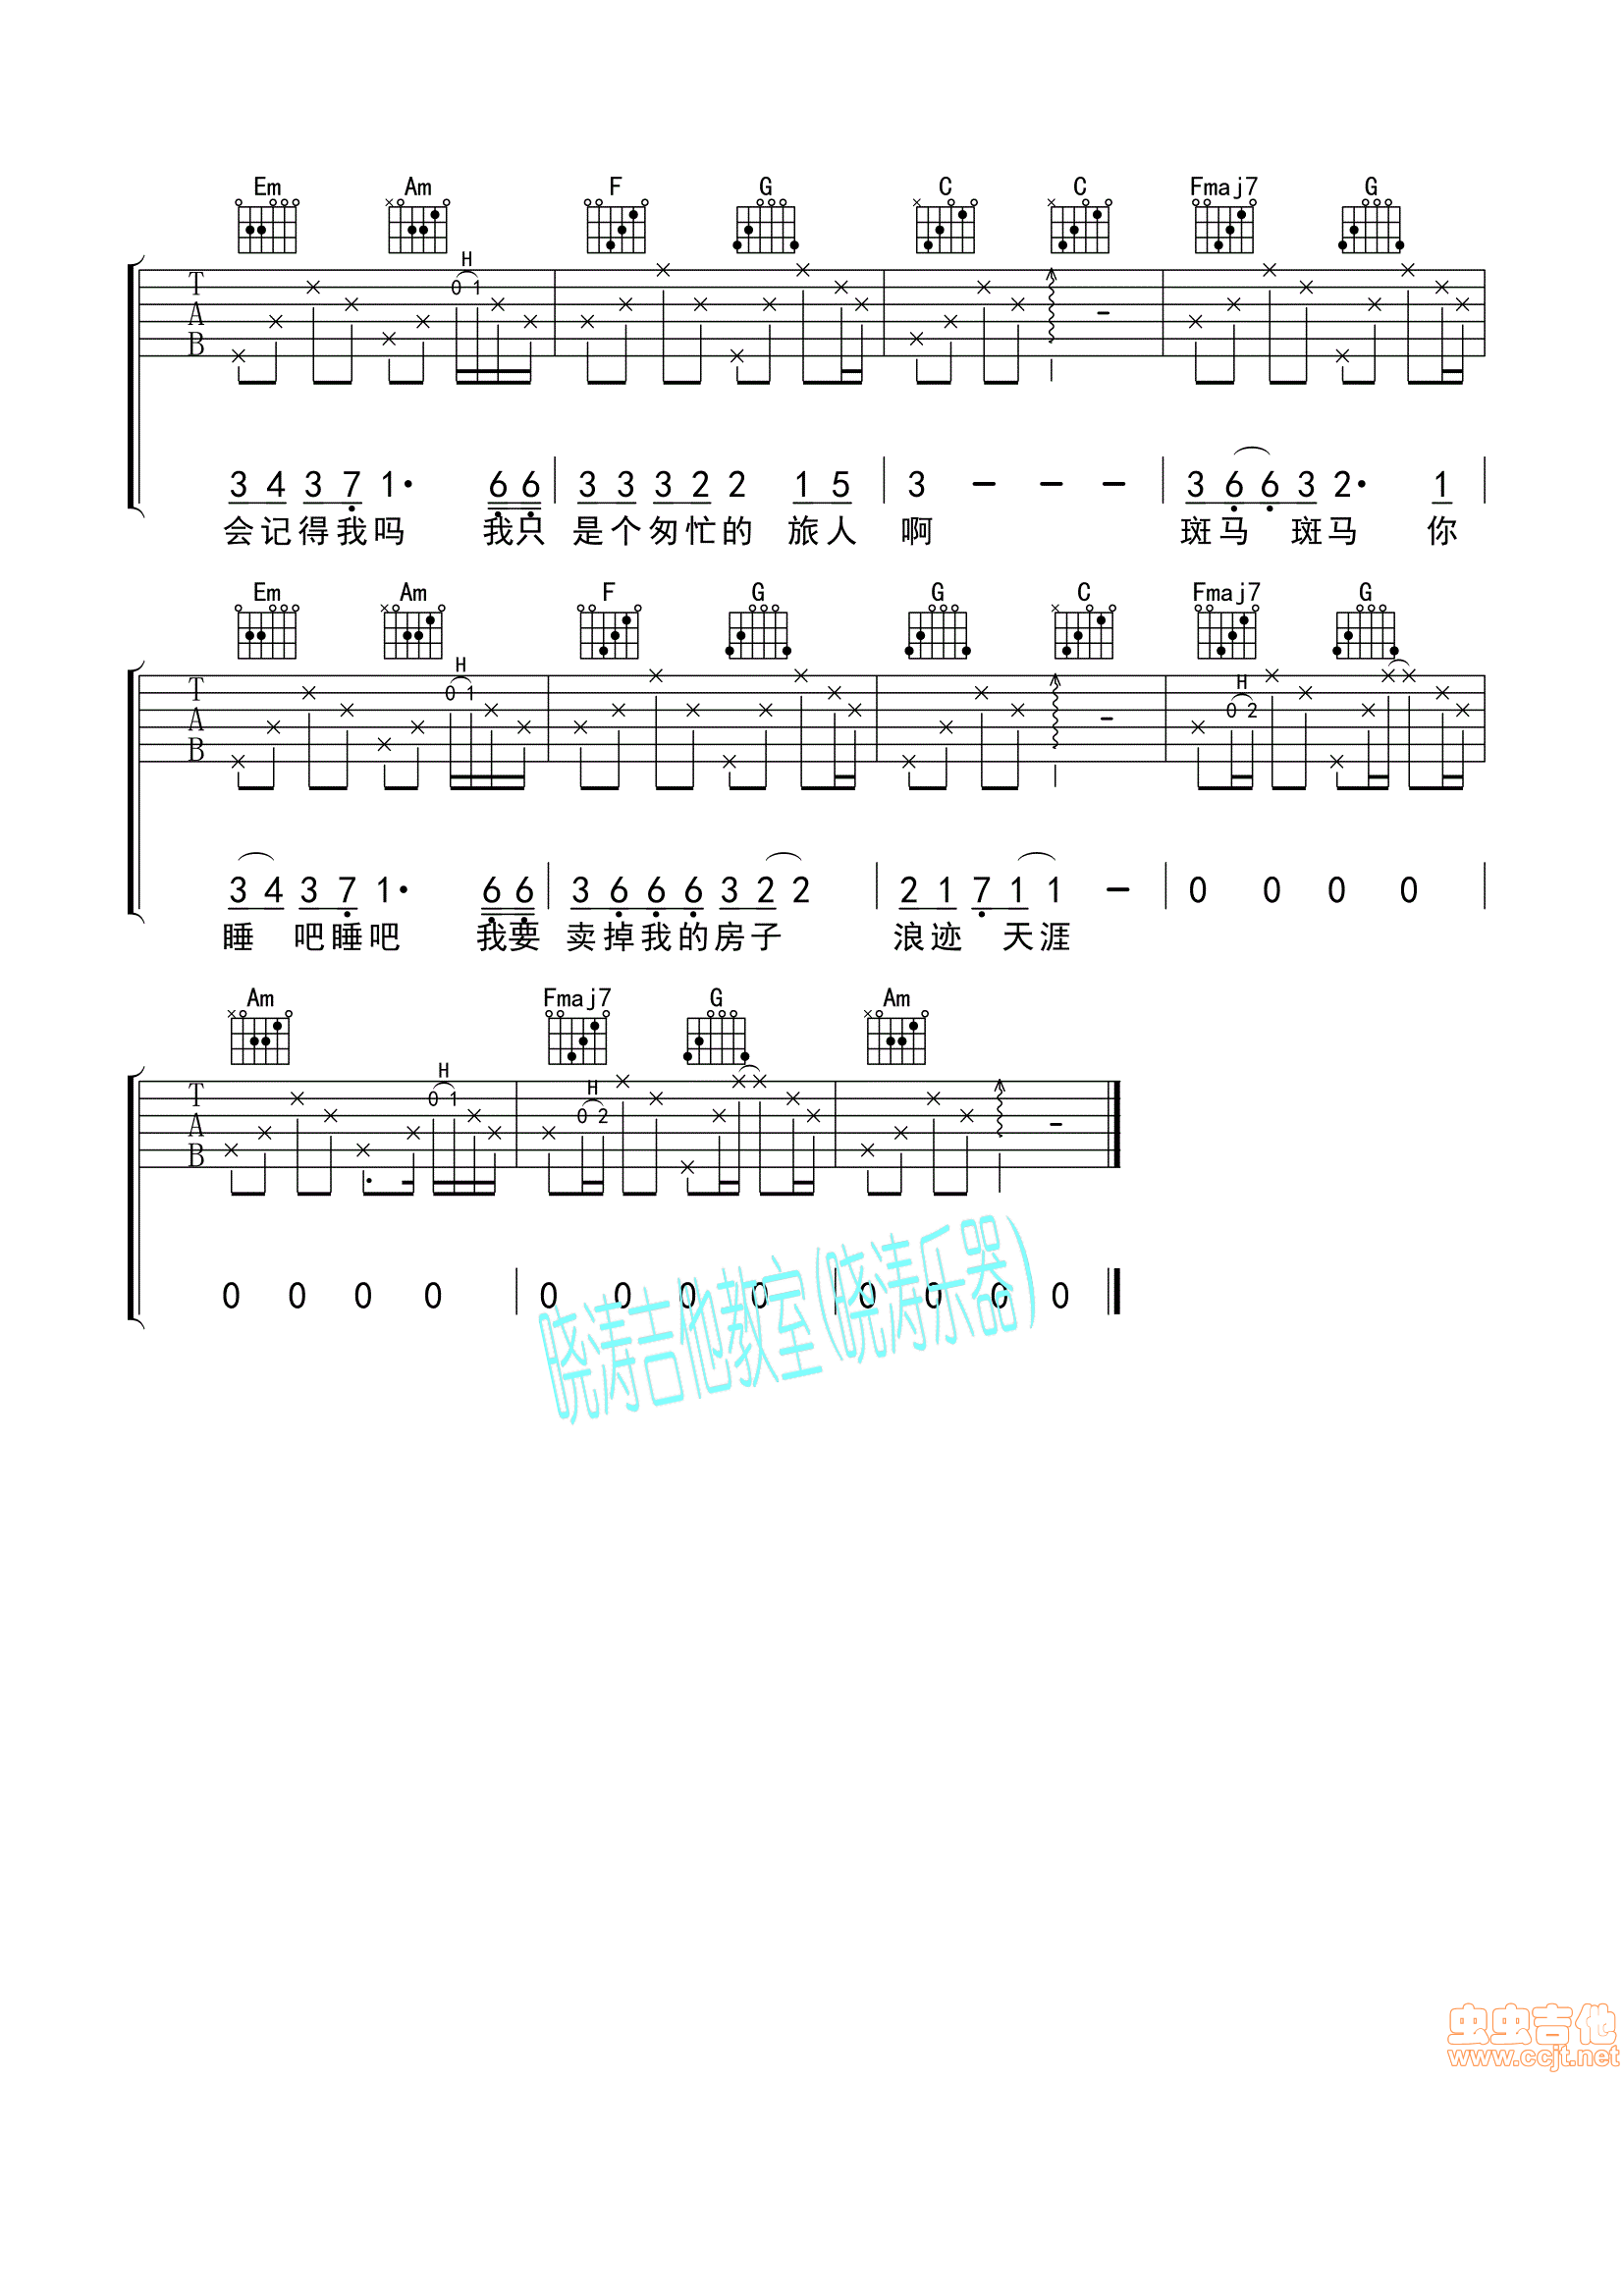 Em Am F G C C Fmaj7 G
H
T 0 1
A
B
3 4 3 7 1· 6 6 3 3 3 2 2 1 5 3 — — — 3 6 6 3 2· 1
会记得我吗 我只 是个匆忙的 旅人 啊 斑马 斑马 你
Em Am F G G C Fmaj7 G
H H
T 0 1 0 2
A
B
3 4 3 7 1· 6 6 3 6 6 6 3 2 2 2 1 7 1 1 — 0 0 0 0
睡 吧睡吧 我要 卖掉我的房子 浪迹 天涯
Am Fmaj7 G Am
H H
T 0 1 0 2
A
B
0 0 0 0 0 0 0 0 0 0 0 0
晓涛吉他教室(晓涛乐器)
虫虫吉他
www.ccjt.net